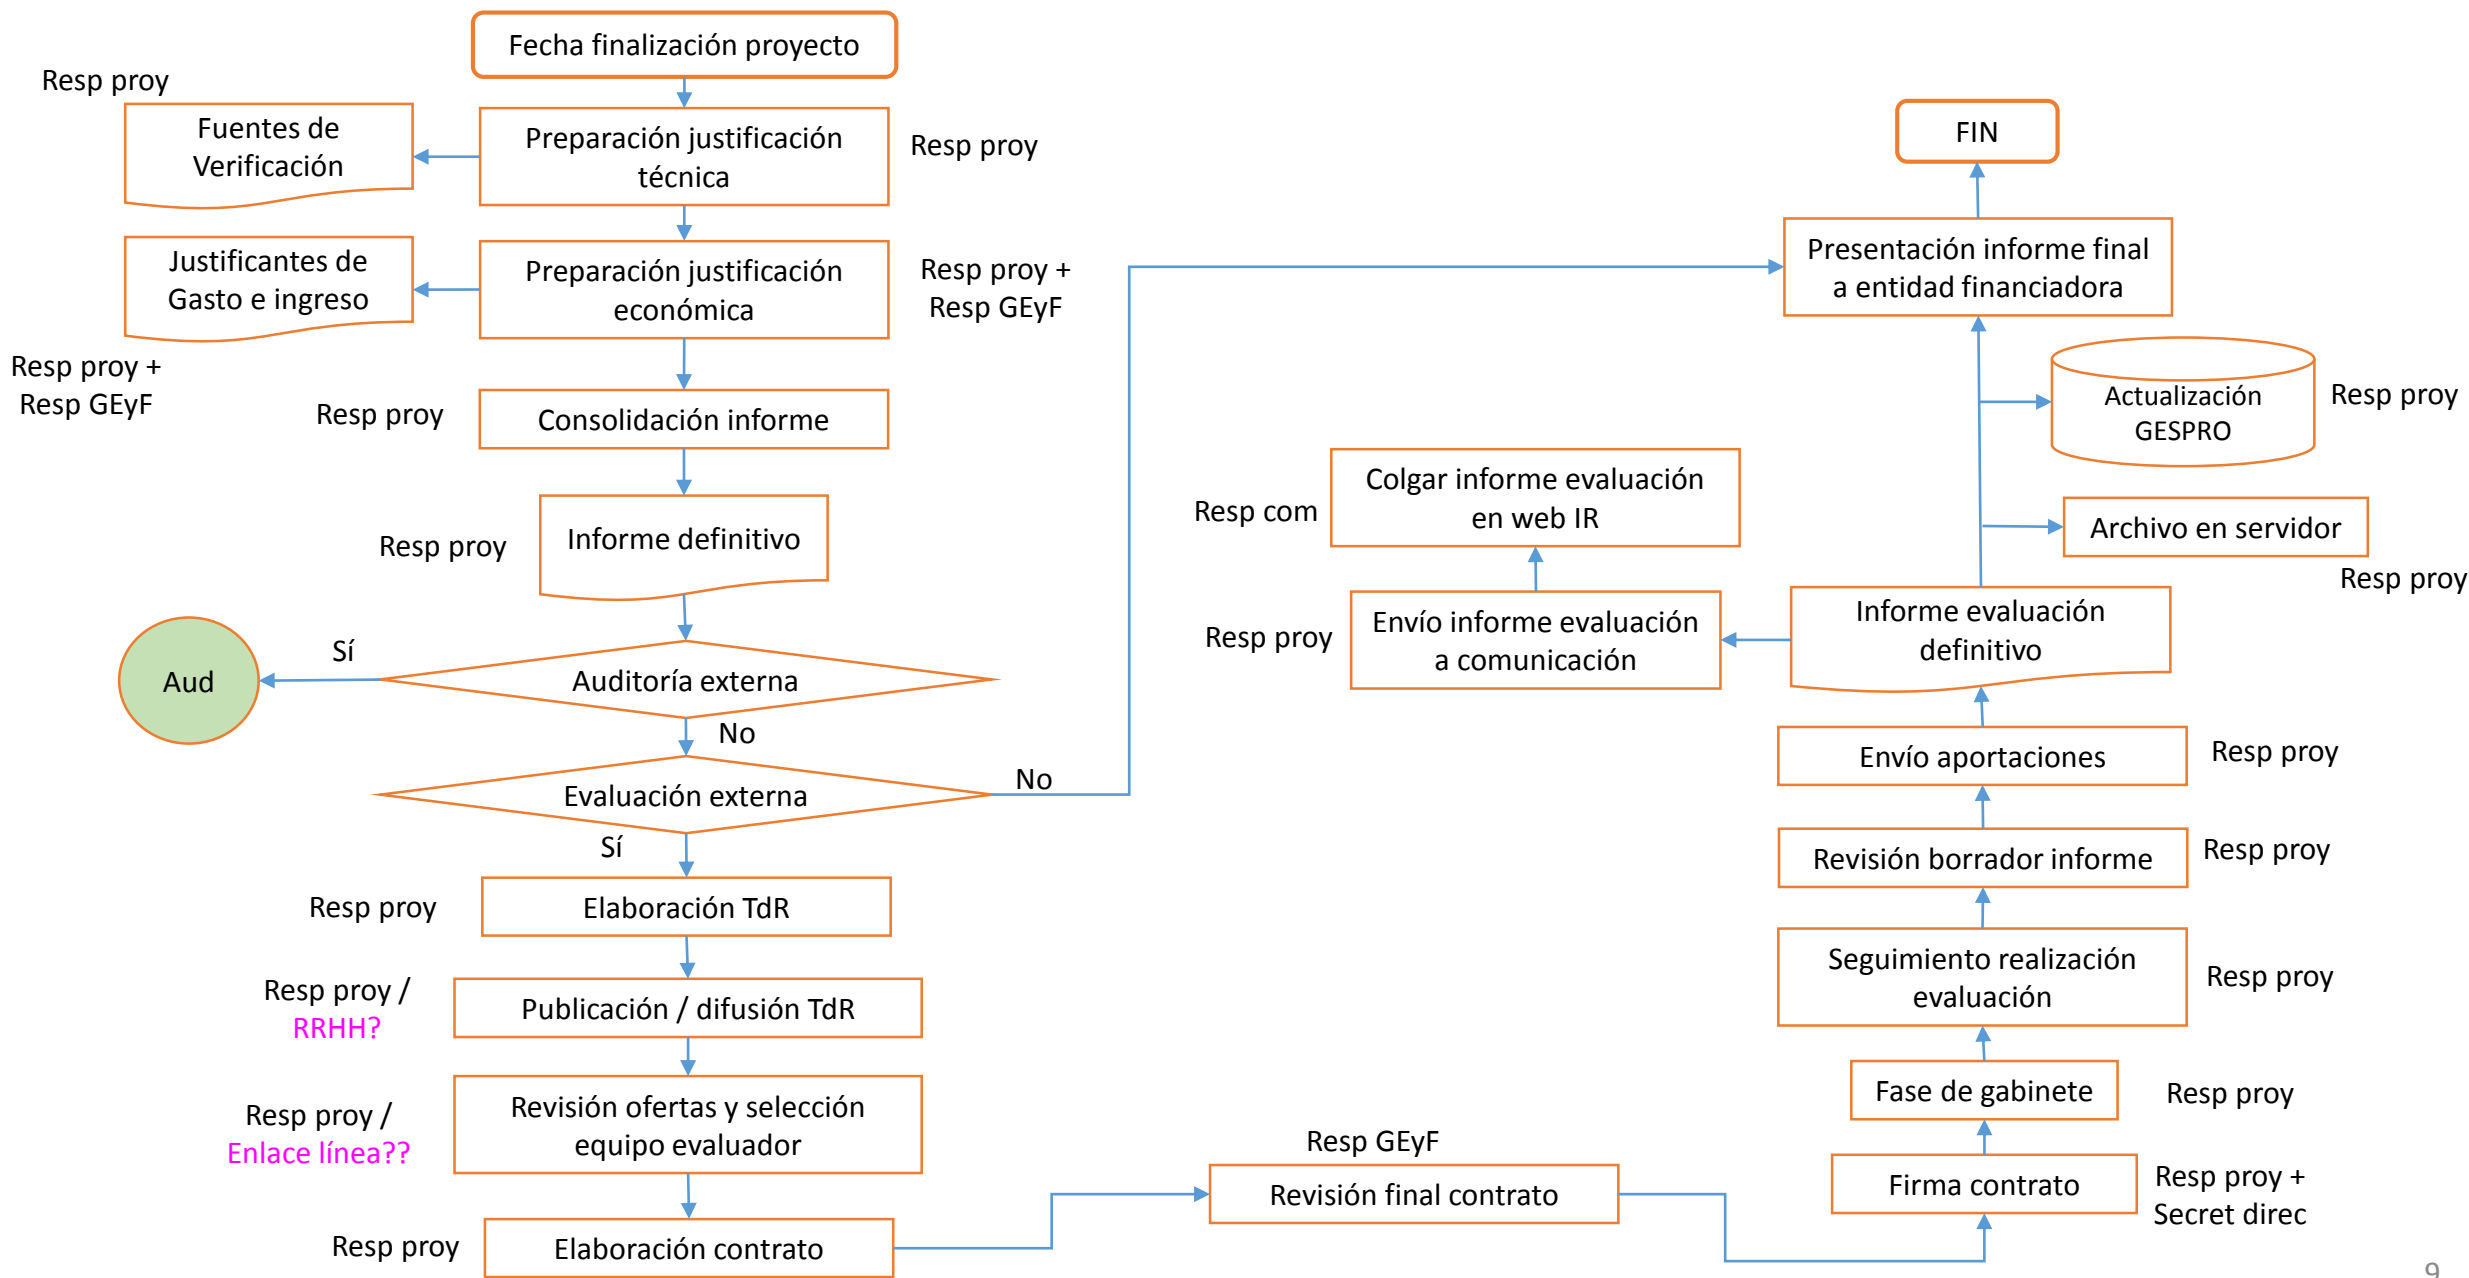 Fecha finalización proyecto
Resp proy
Fuentes de
Verificación
Preparación justificación
técnica
Resp proy
Justificantes de
Gasto e ingreso
Resp proy +
Resp GEyF
Preparación justificación
económica
Resp proy +
Resp GEyF
Resp proy
Consolidación informe
Resp proy
Informe definitivo
Aud
Sí
Auditoría externa
No
Evaluación externa
No
Sí
Resp proy
Elaboración TdR
Resp proy /
RRHH?
Publicación / difusión TdR
Resp proy /
Enlace línea??
Revisión ofertas y selección
equipo evaluador
Resp proy
Elaboración contrato
Resp GEyF
Revisión final contrato
Firma contrato
Resp proy +
Secret direc
Fase de gabinete
Resp proy
Seguimiento realización
evaluación
Resp proy
Revisión borrador informe
Resp proy
Envío aportaciones
Resp proy
Informe evaluación
definitivo
Resp proy
Envío informe evaluación
a comunicación
Resp com
Colgar informe evaluación
en web IR
Archivo en servidor
Resp proy
Actualización
GESPRO
Resp proy
Presentación informe final
a entidad financiadora
FIN
9